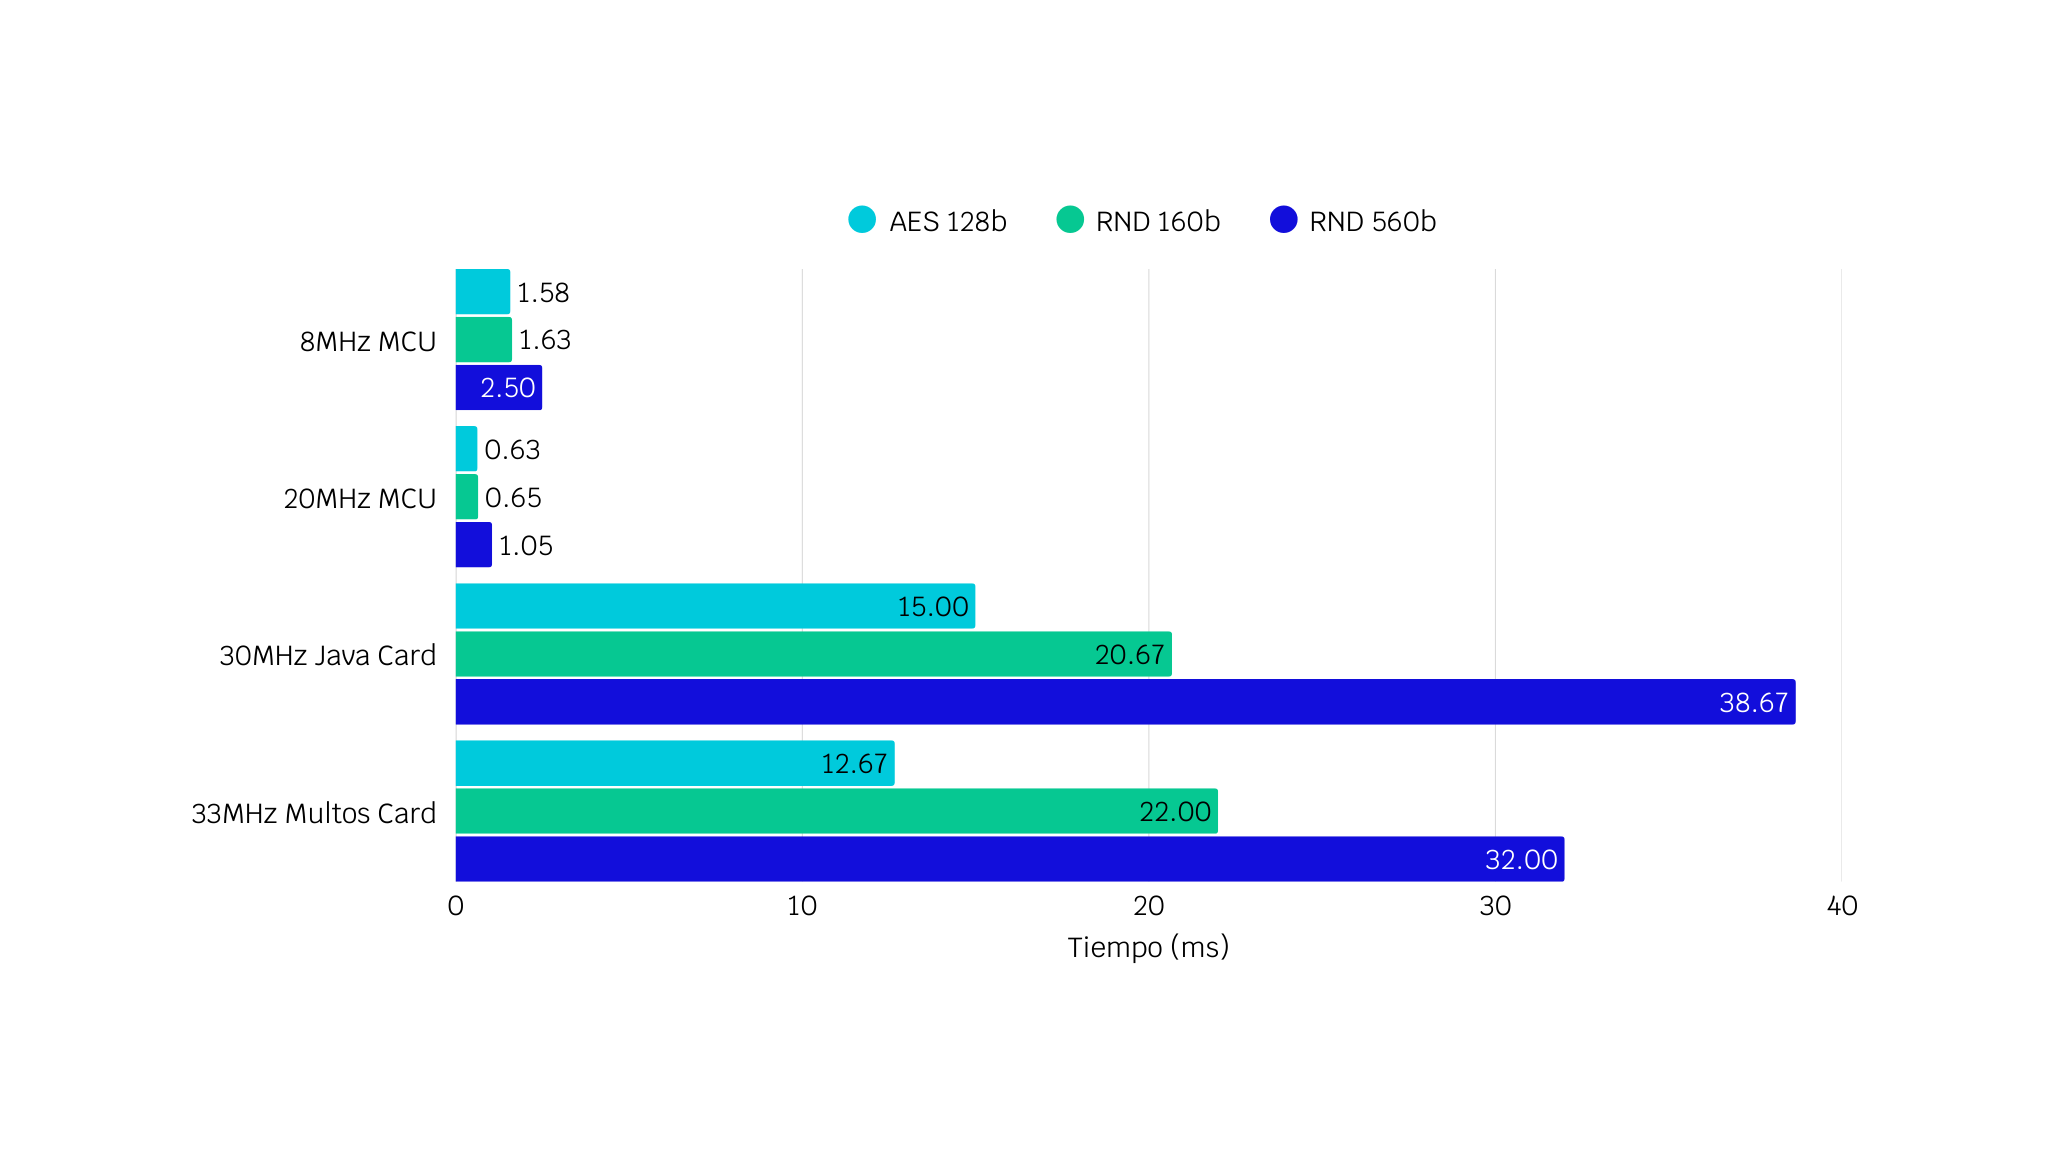 AES 128b RND 160b RND 560b
8MHz MCU
1.58
1.63
2.50
20MHz MCU
0.63
0.65
1.05
30MHz Java Card
15.00
20.67
38.67
33MHz Multos Card
12.67
22.00
32.00
0 10 20 30 40
Tiempo (ms)